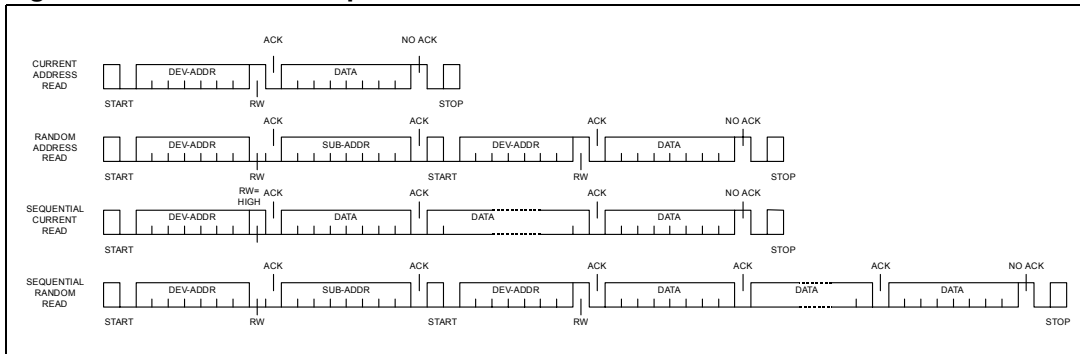 ACK NO ACK
CURRENT
ADDRESS
READ
DEV-ADDR DATA
START RW STOP
ACK ACK ACK NO ACK
RANDOM
ADDRESS
READ
DEV-ADDR SUB-ADDR DEV-ADDR DATA
START RW START RW STOP
RW=
HIGH
ACK ACK ACK NO ACK
SEQUENTIAL
CURRENT
READ
DEV-ADDR DATA DATA DATA
START STOP
ACK ACK ACK ACK ACK NO ACK
SEQUENTIAL
RANDOM
READ
DEV-ADDR SUB-ADDR DEV-ADDR DATA DATA DATA
START RW START RW STOP